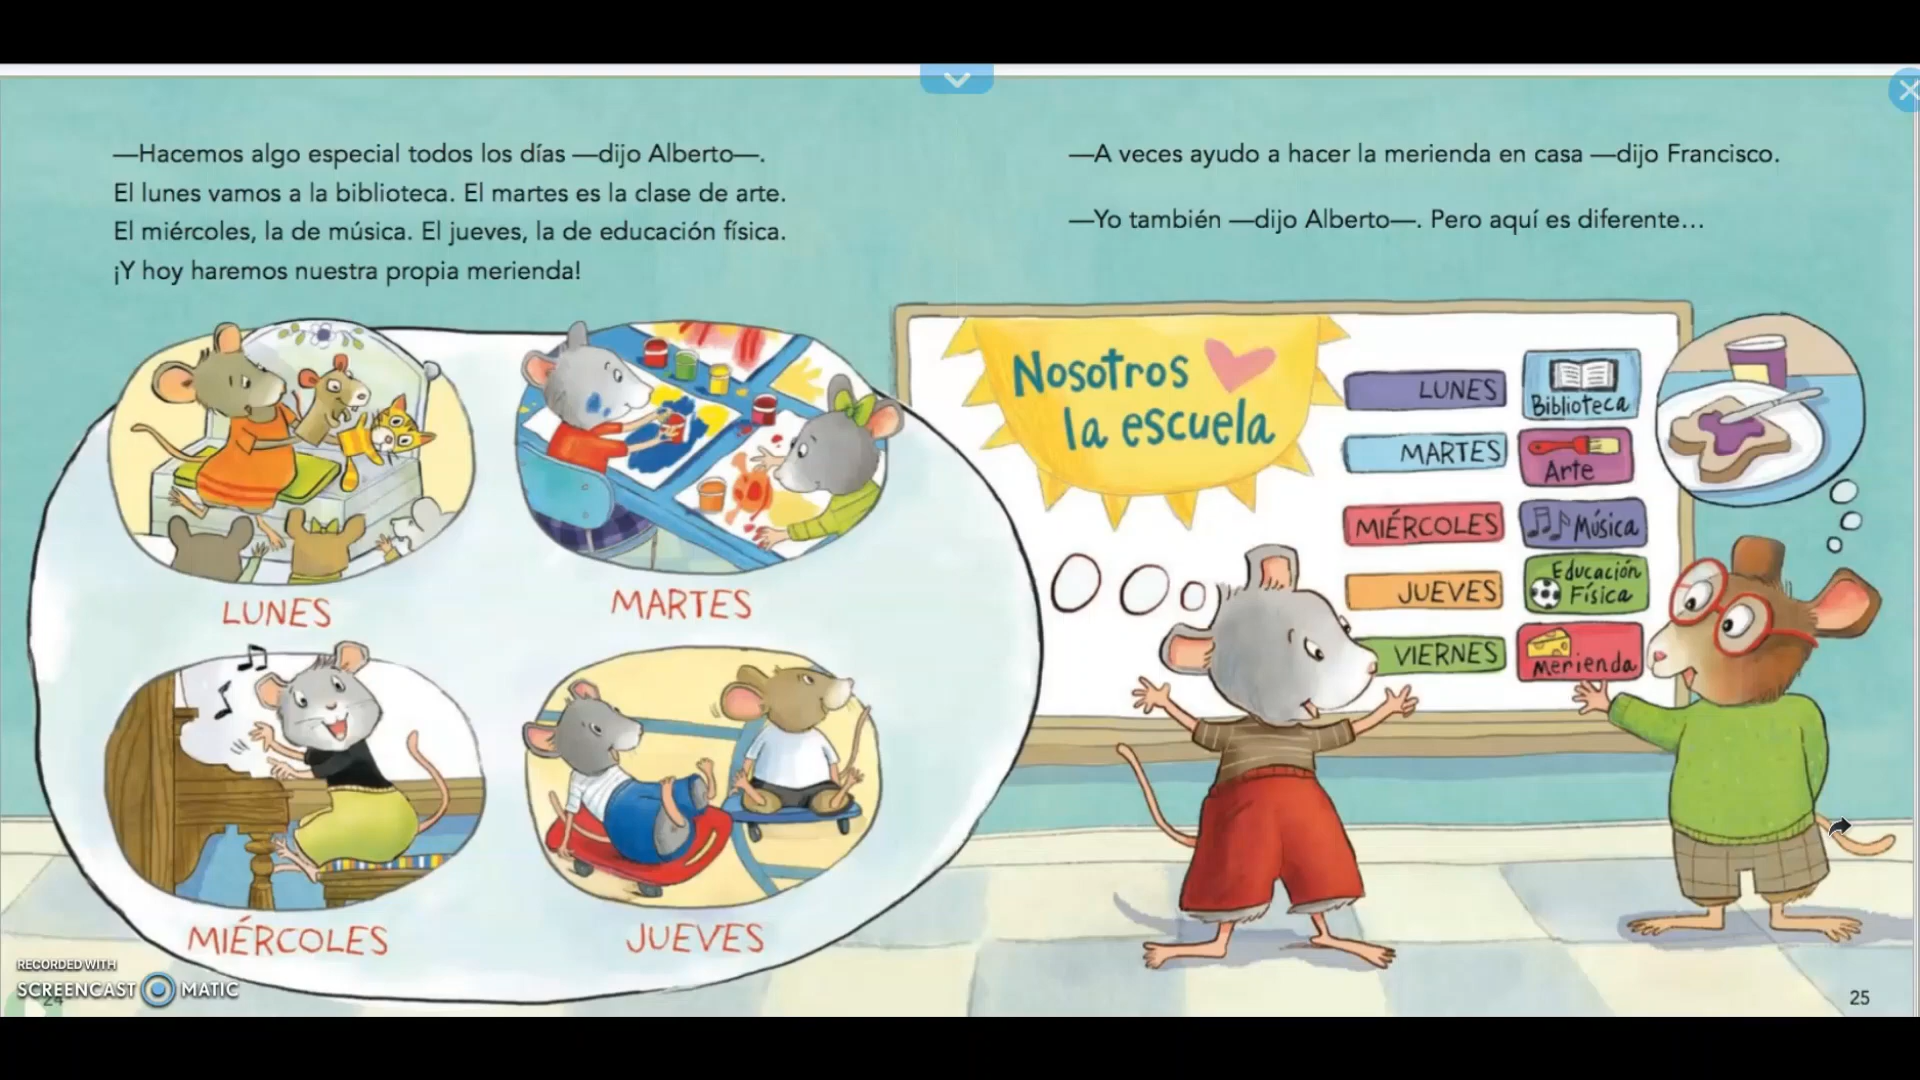 —Hacemos algo especial todos los días —dijo Alberto—.
El lunes vamos a la biblioteca. El martes es la clase de arte.
El miércoles, la de música. El jueves, la de educación física.
¡Y hoy haremos nuestra propia merienda!
LUNES
MARTES
MIÉRCOLES
JUEVES
—A veces ayudo a hacer la merienda en casa —dijo Francisco.
—Yo también —dijo Alberto—. Pero aquí es diferente…
Nosotros
la escuela
LUNES
Biblioteca
MARTES
Arte
MIÉRCOLES
Música
JUEVES
Educación
Física
VIERNES
Merienda
RECORDED WITH
SCREENCAST MATIC
24
25